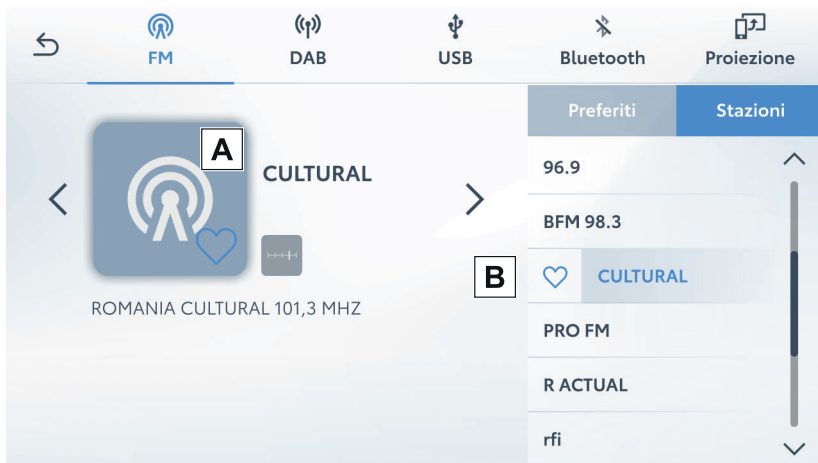 FM
DAB
USB
Bluetooth
Proiezione
Preferiti
Stazioni
A
CULTURAL
ROMANIA CULTURAL 101,3 MHZ
96.9
BFM 98.3
B
CULTURAL
PRO FM
R ACTUAL
rfi